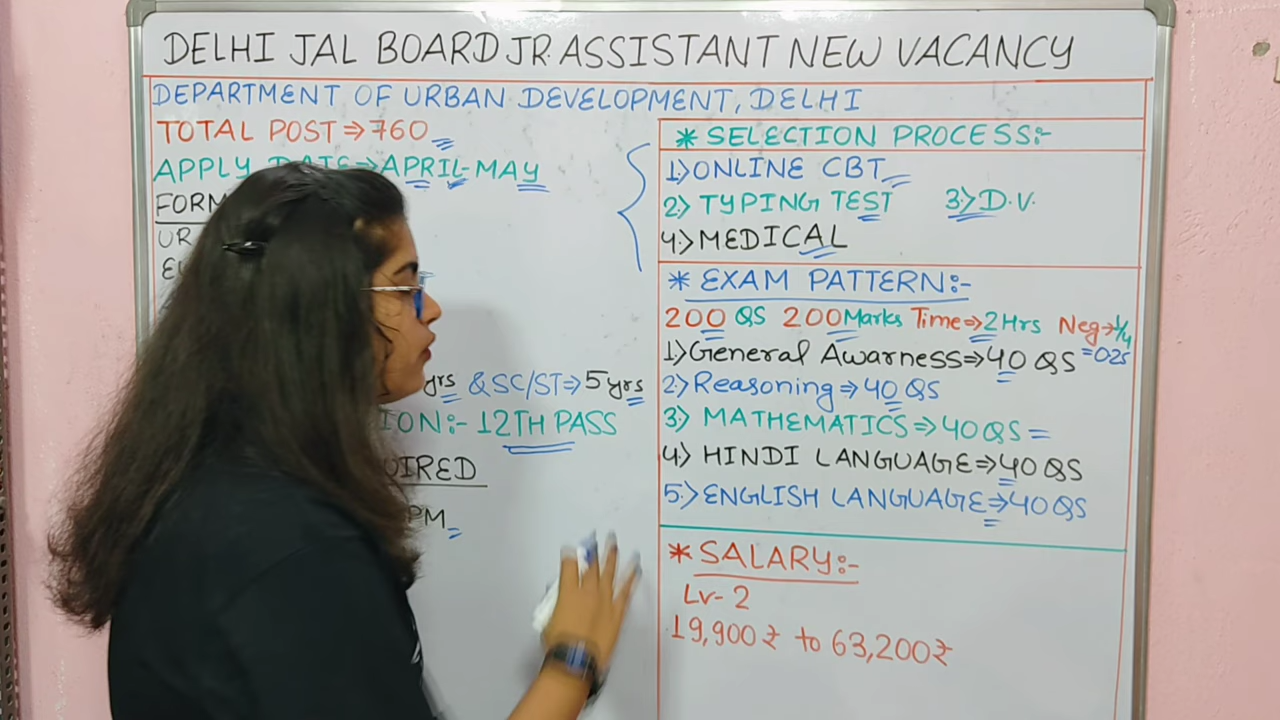 DELHI JAL BOARD JR. ASSISTANT NEW VACANCY
DEPARTMENT OF URBAN DEVELOPMENT, DELHI
TOTAL POST ⇒ 760
APPLY DATE ⇒ APRIL-MAY
FORM
UR
yrs & SC/ST ⇒ 5 yrs
ION:- 12TH PASS
UIRED
PM
* SELECTION PROCESS:-
1.) ONLINE CBT
2.) TYPING TEST 3.) D.V.
4.) MEDICAL
* EXAM PATTERN:-
200 QS 200 Marks Time ⇒ 2 Hrs Neg → 1/4
1.) General Awarness ⇒ 40 QS = 0.25
2.) Reasoning ⇒ 40 QS
3.) MATHEMATICS ⇒ 40 QS
4.) HINDI LANGUAGE ⇒ 40 QS
5.) ENGLISH LANGUAGE ⇒ 40 QS
* SALARY:-
Lv-2
19,900₹ to 63,200₹